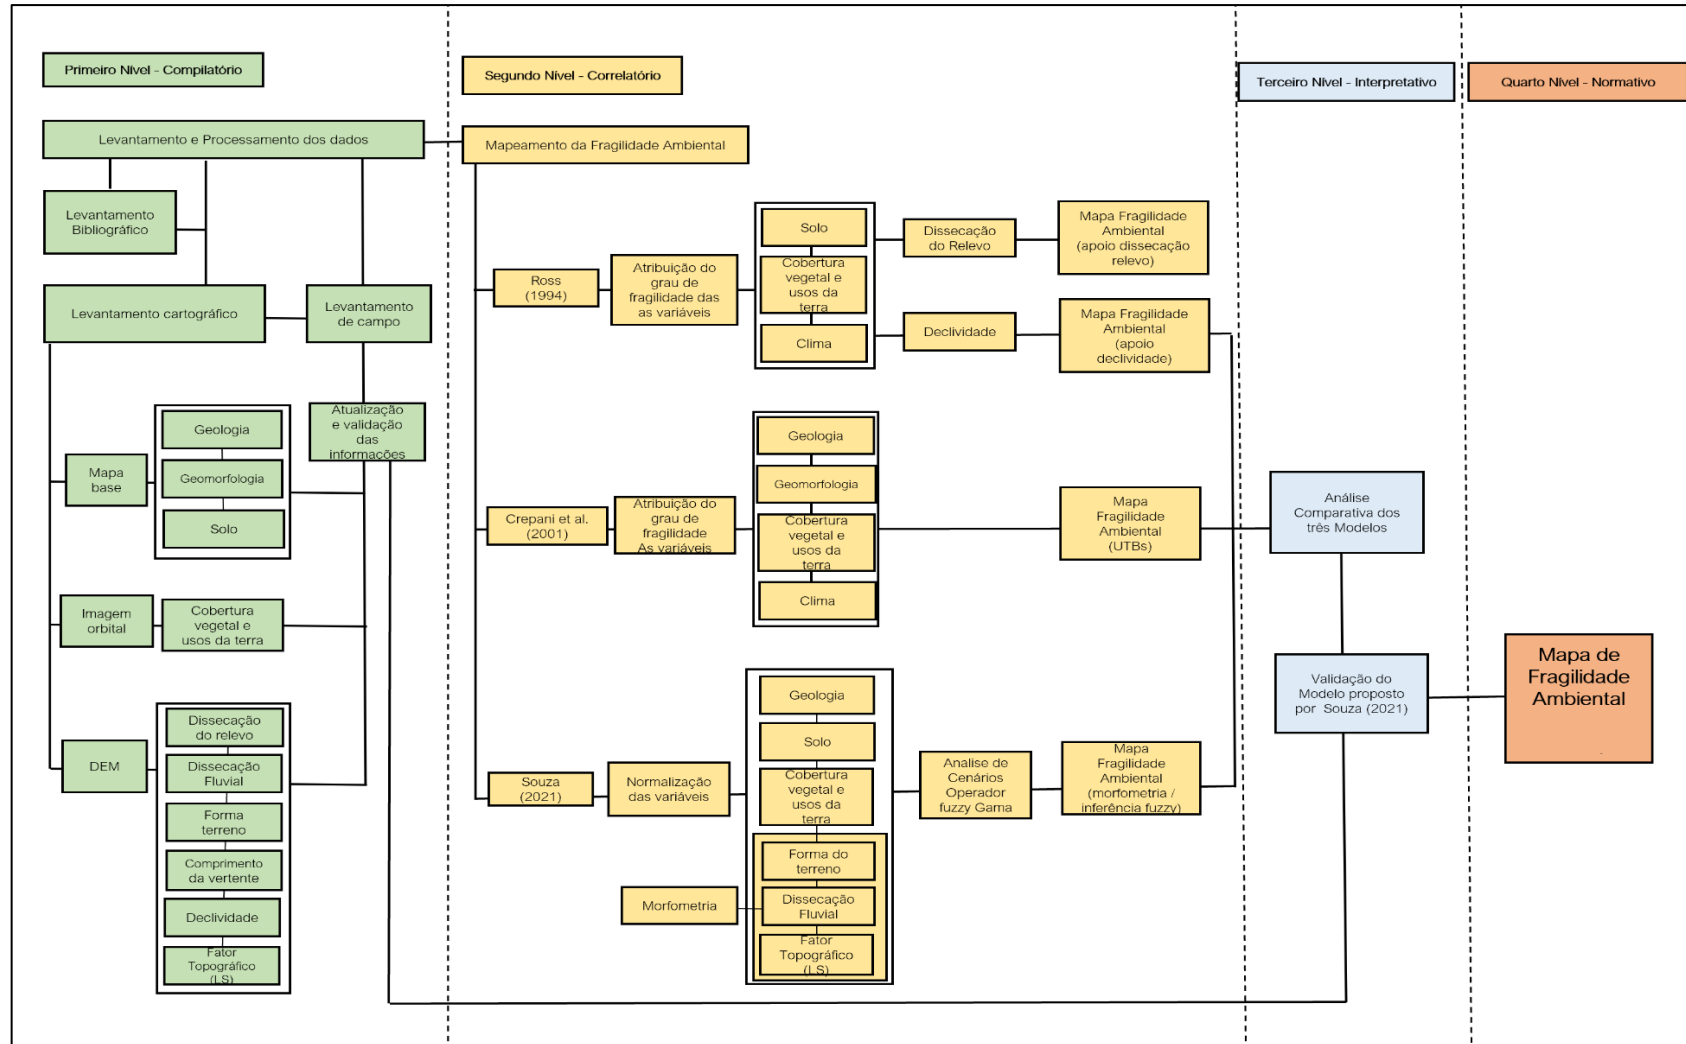 Primeiro Nível - Compilatório
Levantamento e Processamento dos dados
Levantamento
Bibliográfico
Levantamento cartográfico
Levantamento
de campo
Atualização
e validação
das
informações
Mapa
base
Geologia
Geomorfologia
Solo
Imagem
orbital
Cobertura
vegetal e
usos da terra
DEM
Dissecação
do relevo
Dissecação
Fluvial
Forma
terreno
Comprimento
da vertente
Declividade
Fator
Topográfico
(LS)
Segundo Nível - Correlatório
Mapeamento da Fragilidade Ambiental
Ross
(1994)
Atribuição do
grau de
fragilidade das
as variáveis
Solo
Cobertura
vegetal e
usos da
terra
Clima
Dissecação
do Relevo
Mapa Fragilidade
Ambiental
(apoio dissecação
relevo)
Declividade
Mapa Fragilidade
Ambiental
(apoio
declividade)
Crepani et al.
(2001)
Atribuição do
grau de
fragilidade
As variáveis
Geologia
Geomorfologia
Cobertura
vegetal e
usos da
terra
Clima
Mapa
Fragilidade
Ambiental
(UTBs)
Souza
(2021)
Normalização
das variáveis
Geologia
Solo
Cobertura
vegetal e
usos da
terra
Forma do
terreno
Morfometria
Dissecação
Fluvial
Fator
Topográfico
(LS)
Analise de
Cenários
Operador
fuzzy Gama
Mapa
Fragilidade
Ambiental
(morfometria /
inferência fuzzy)
Terceiro Nível - Interpretativo
Análise
Comparativa dos
três Modelos
Validação do
Modelo proposto
por Souza (2021)
Quarto Nível - Normativo
Mapa de
Fragilidade
Ambiental